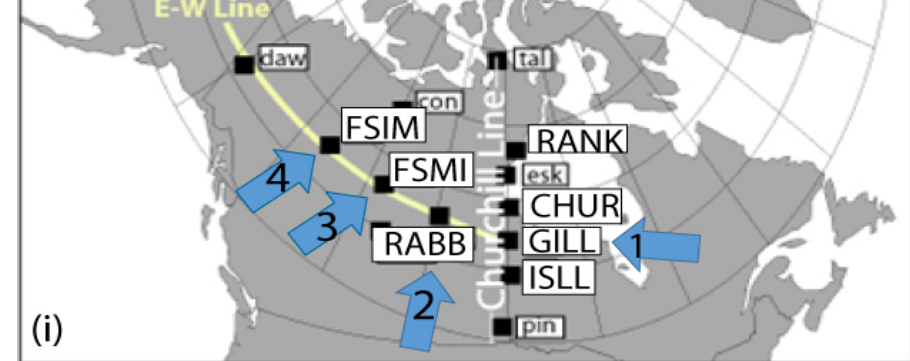 E-W Line
daw
tal
con
FSIM
RANK
FSMI
esk
4
CHUR
3
RABB
GILL
1
ISLL
2
Churchill Line
pin
(i)